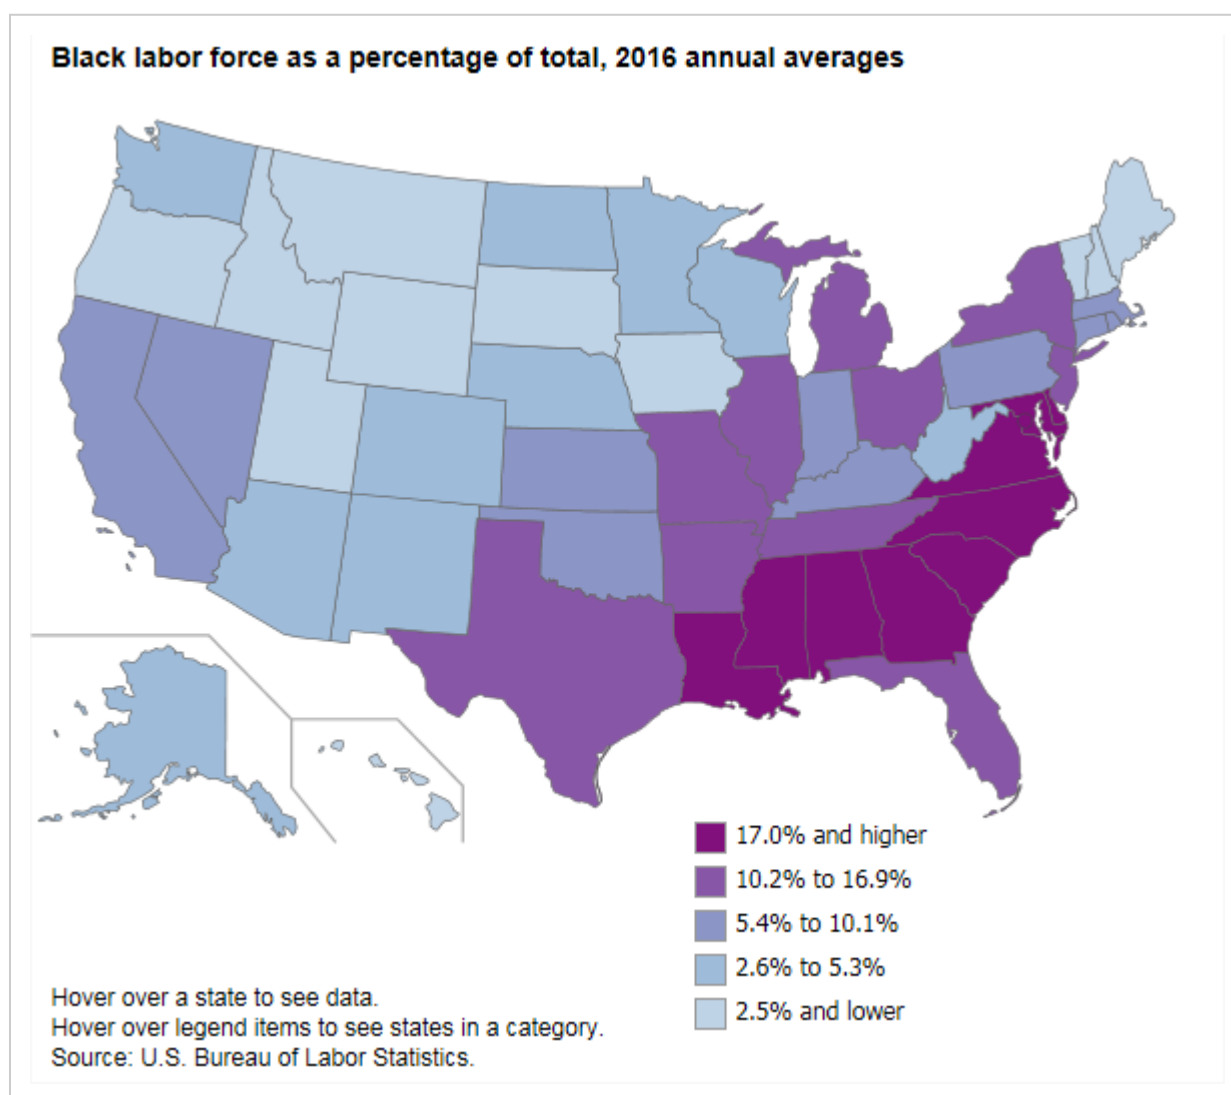 Black labor force as a percentage of total, 2016 annual averages
17.0% and higher
10.2% to 16.9%
5.4% to 10.1%
2.6% to 5.3%
2.5% and lower
Hover over a state to see data.
Hover over legend items to see states in a category.
Source: U.S. Bureau of Labor Statistics.